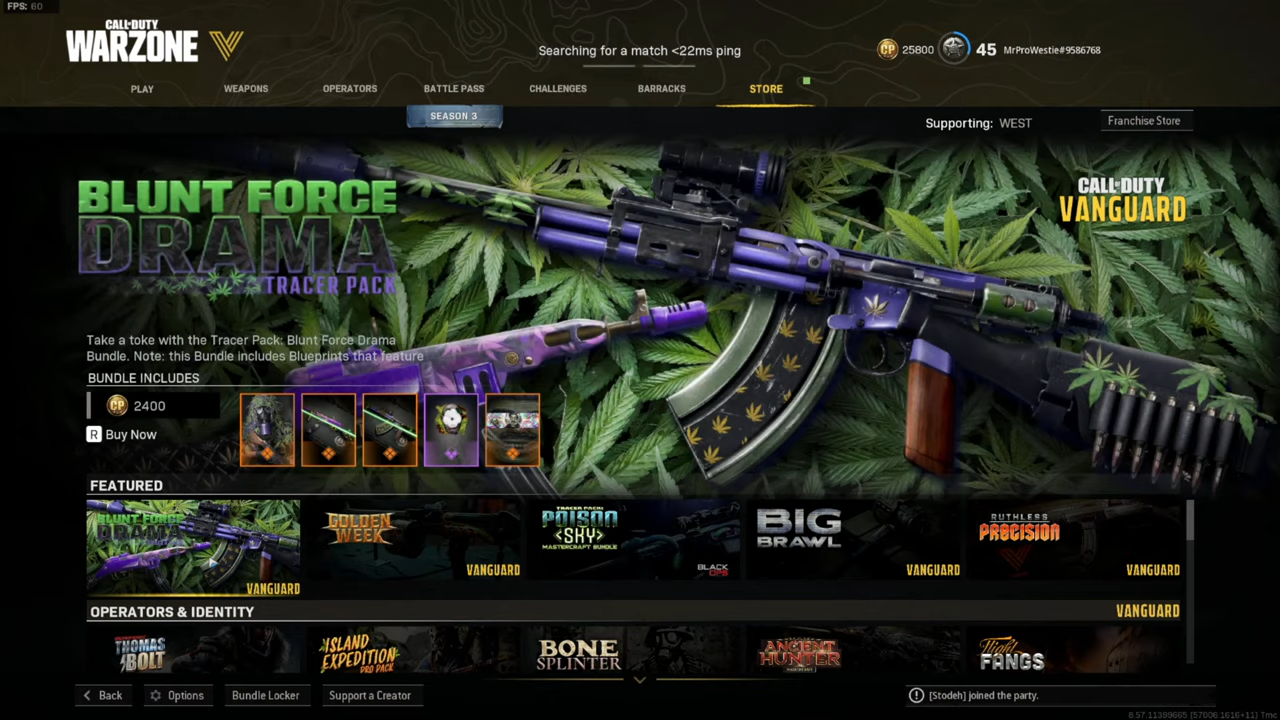 FPS: 60
CALL OF DUTY
WARZONE
Searching for a match <22ms ping
CP 25800
45
MrProWestie#9586768
PLAY
WEAPONS
OPERATORS
BATTLE PASS
CHALLENGES
BARRACKS
STORE
SEASON 3
Supporting: WEST
Franchise Store
BLUNT FORCE
DRAMA
TRACER PACK
CALL OF DUTY
VANGUARD
Take a toke with the Tracer Pack: Blunt Force Drama
Bundle. Note: this Bundle includes Blueprints that feature
BUNDLE INCLUDES
CP 2400
R Buy Now
FEATURED
BLUNT FORCE
DRAMA
VANGUARD
GOLDEN
WEEK
VANGUARD
TRACER PACK:
POISON
<SKY>
MASTERCRAFT BUNDLE
BLACK
OPS
BIG
BRAWL
VANGUARD
RUTHLESS
PRECISION
VANGUARD
OPERATORS & IDENTITY
VANGUARD
THOMAS
BOLT
ISLAND
EXPEDITION
PRO PACK
BONE
SPLINTER
ANCIENT
HUNTER
Night
FANGS
Back
Options
Bundle Locker
Support a Creator
[Stodeh] joined the party.